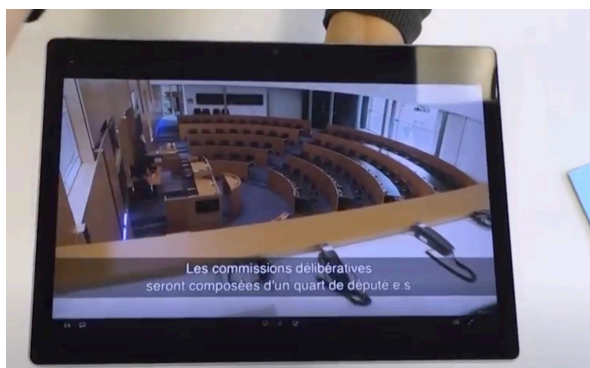 Les commissions délibératives
seront composées d'un quart de député e.s